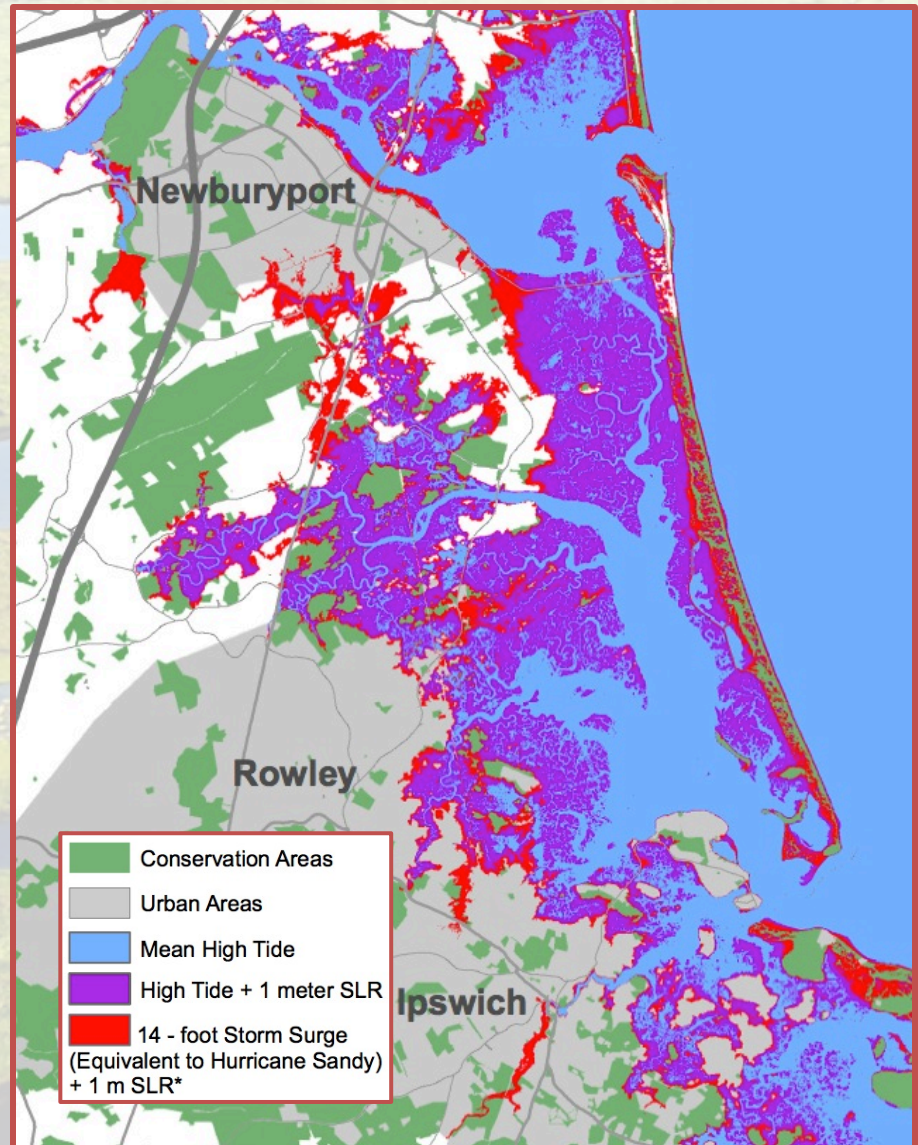 Newburyport
Rowley
Ipswich
Conservation Areas
Urban Areas
Mean High Tide
High Tide + 1 meter SLR
14 - foot Storm Surge
(Equivalent to Hurricane Sandy)
+ 1 m SLR*